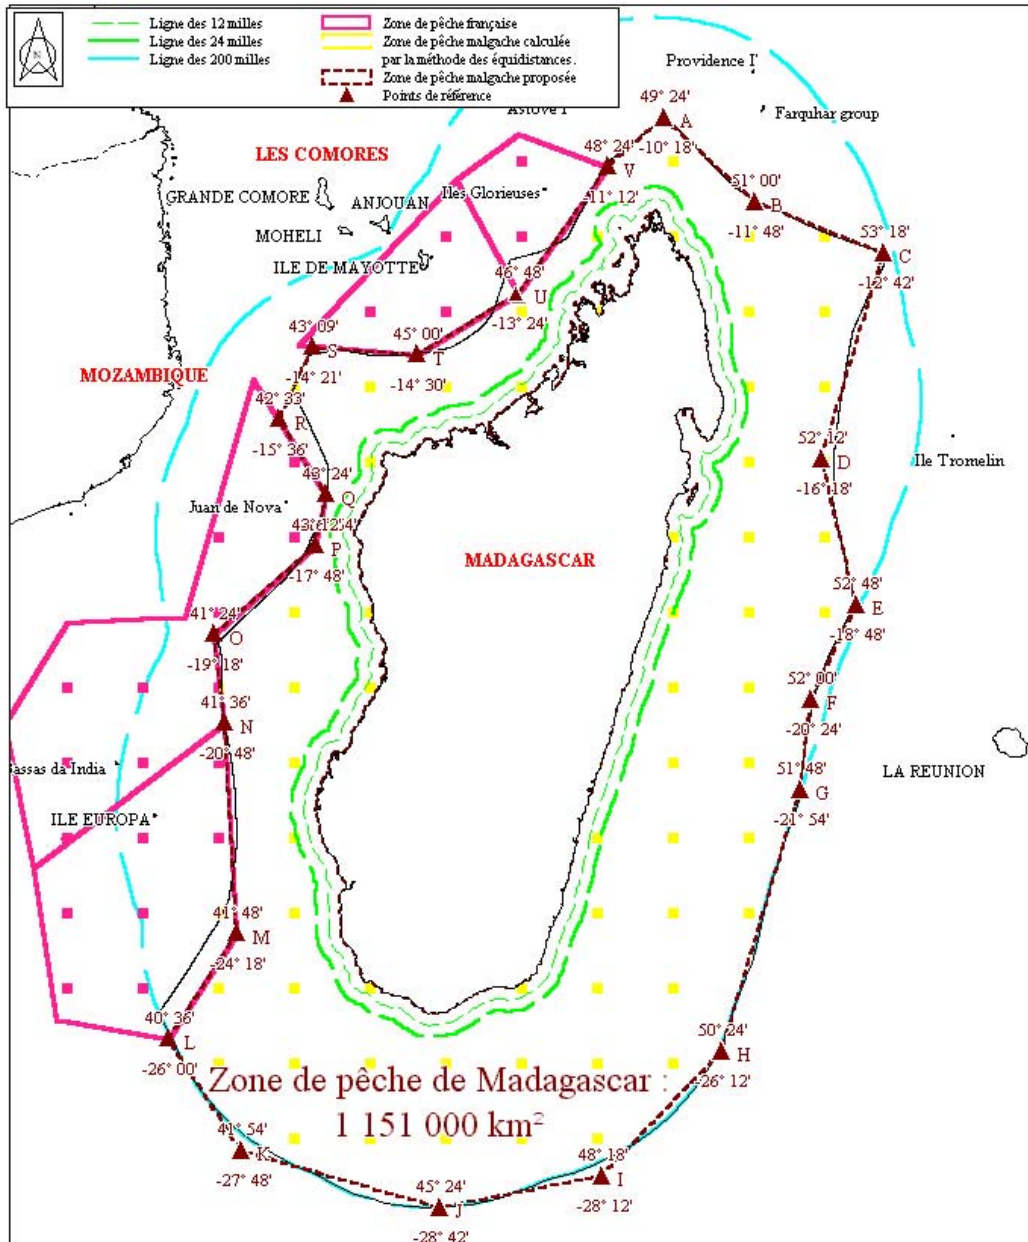 N
Ligne des 12 milles
Ligne des 24 milles
Ligne des 200 milles
Zone de pêche française
Zone de pêche malgache calculée
par la méthode des équidistances.
Zone de pêche malgache proposée
Points de référence
Providence I
Astove I
Farquhar group
49° 24'
A
-10° 18'
48° 24'
V
-11° 12'
LES COMORES
GRANDE COMORE
ANJOUAN
Iles Glorieuses
MOHELI
ILE DE MAYOTTE
51° 00'
B
-11° 48'
53° 18'
C
-12° 42'
46° 48'
U
-13° 24'
43° 09'
S
-14° 21'
45° 00'
T
-14° 30'
MOZAMBIQUE
42° 33'
R
-15° 36'
52° 12'
D
-16° 18'
Ile Tromelin
43° 24'
Q
Juan de Nova
P
-17° 48'
MADAGASCAR
52° 48'
E
-18° 48'
41° 24'
O
-19° 18'
52° 00'
F
-20° 24'
41° 36'
N
-20° 48'
51° 48'
G
-21° 54'
LA REUNION
assas da India
ILE EUROPA
41° 48'
M
-24° 18'
40° 36'
L
-26° 00'
50° 24'
H
-26° 12'
Zone de pêche de Madagascar :
1 151 000 km²
41° 54'
K
-27° 48'
48° 18'
I
-28° 12'
45° 24'
J
-28° 42'